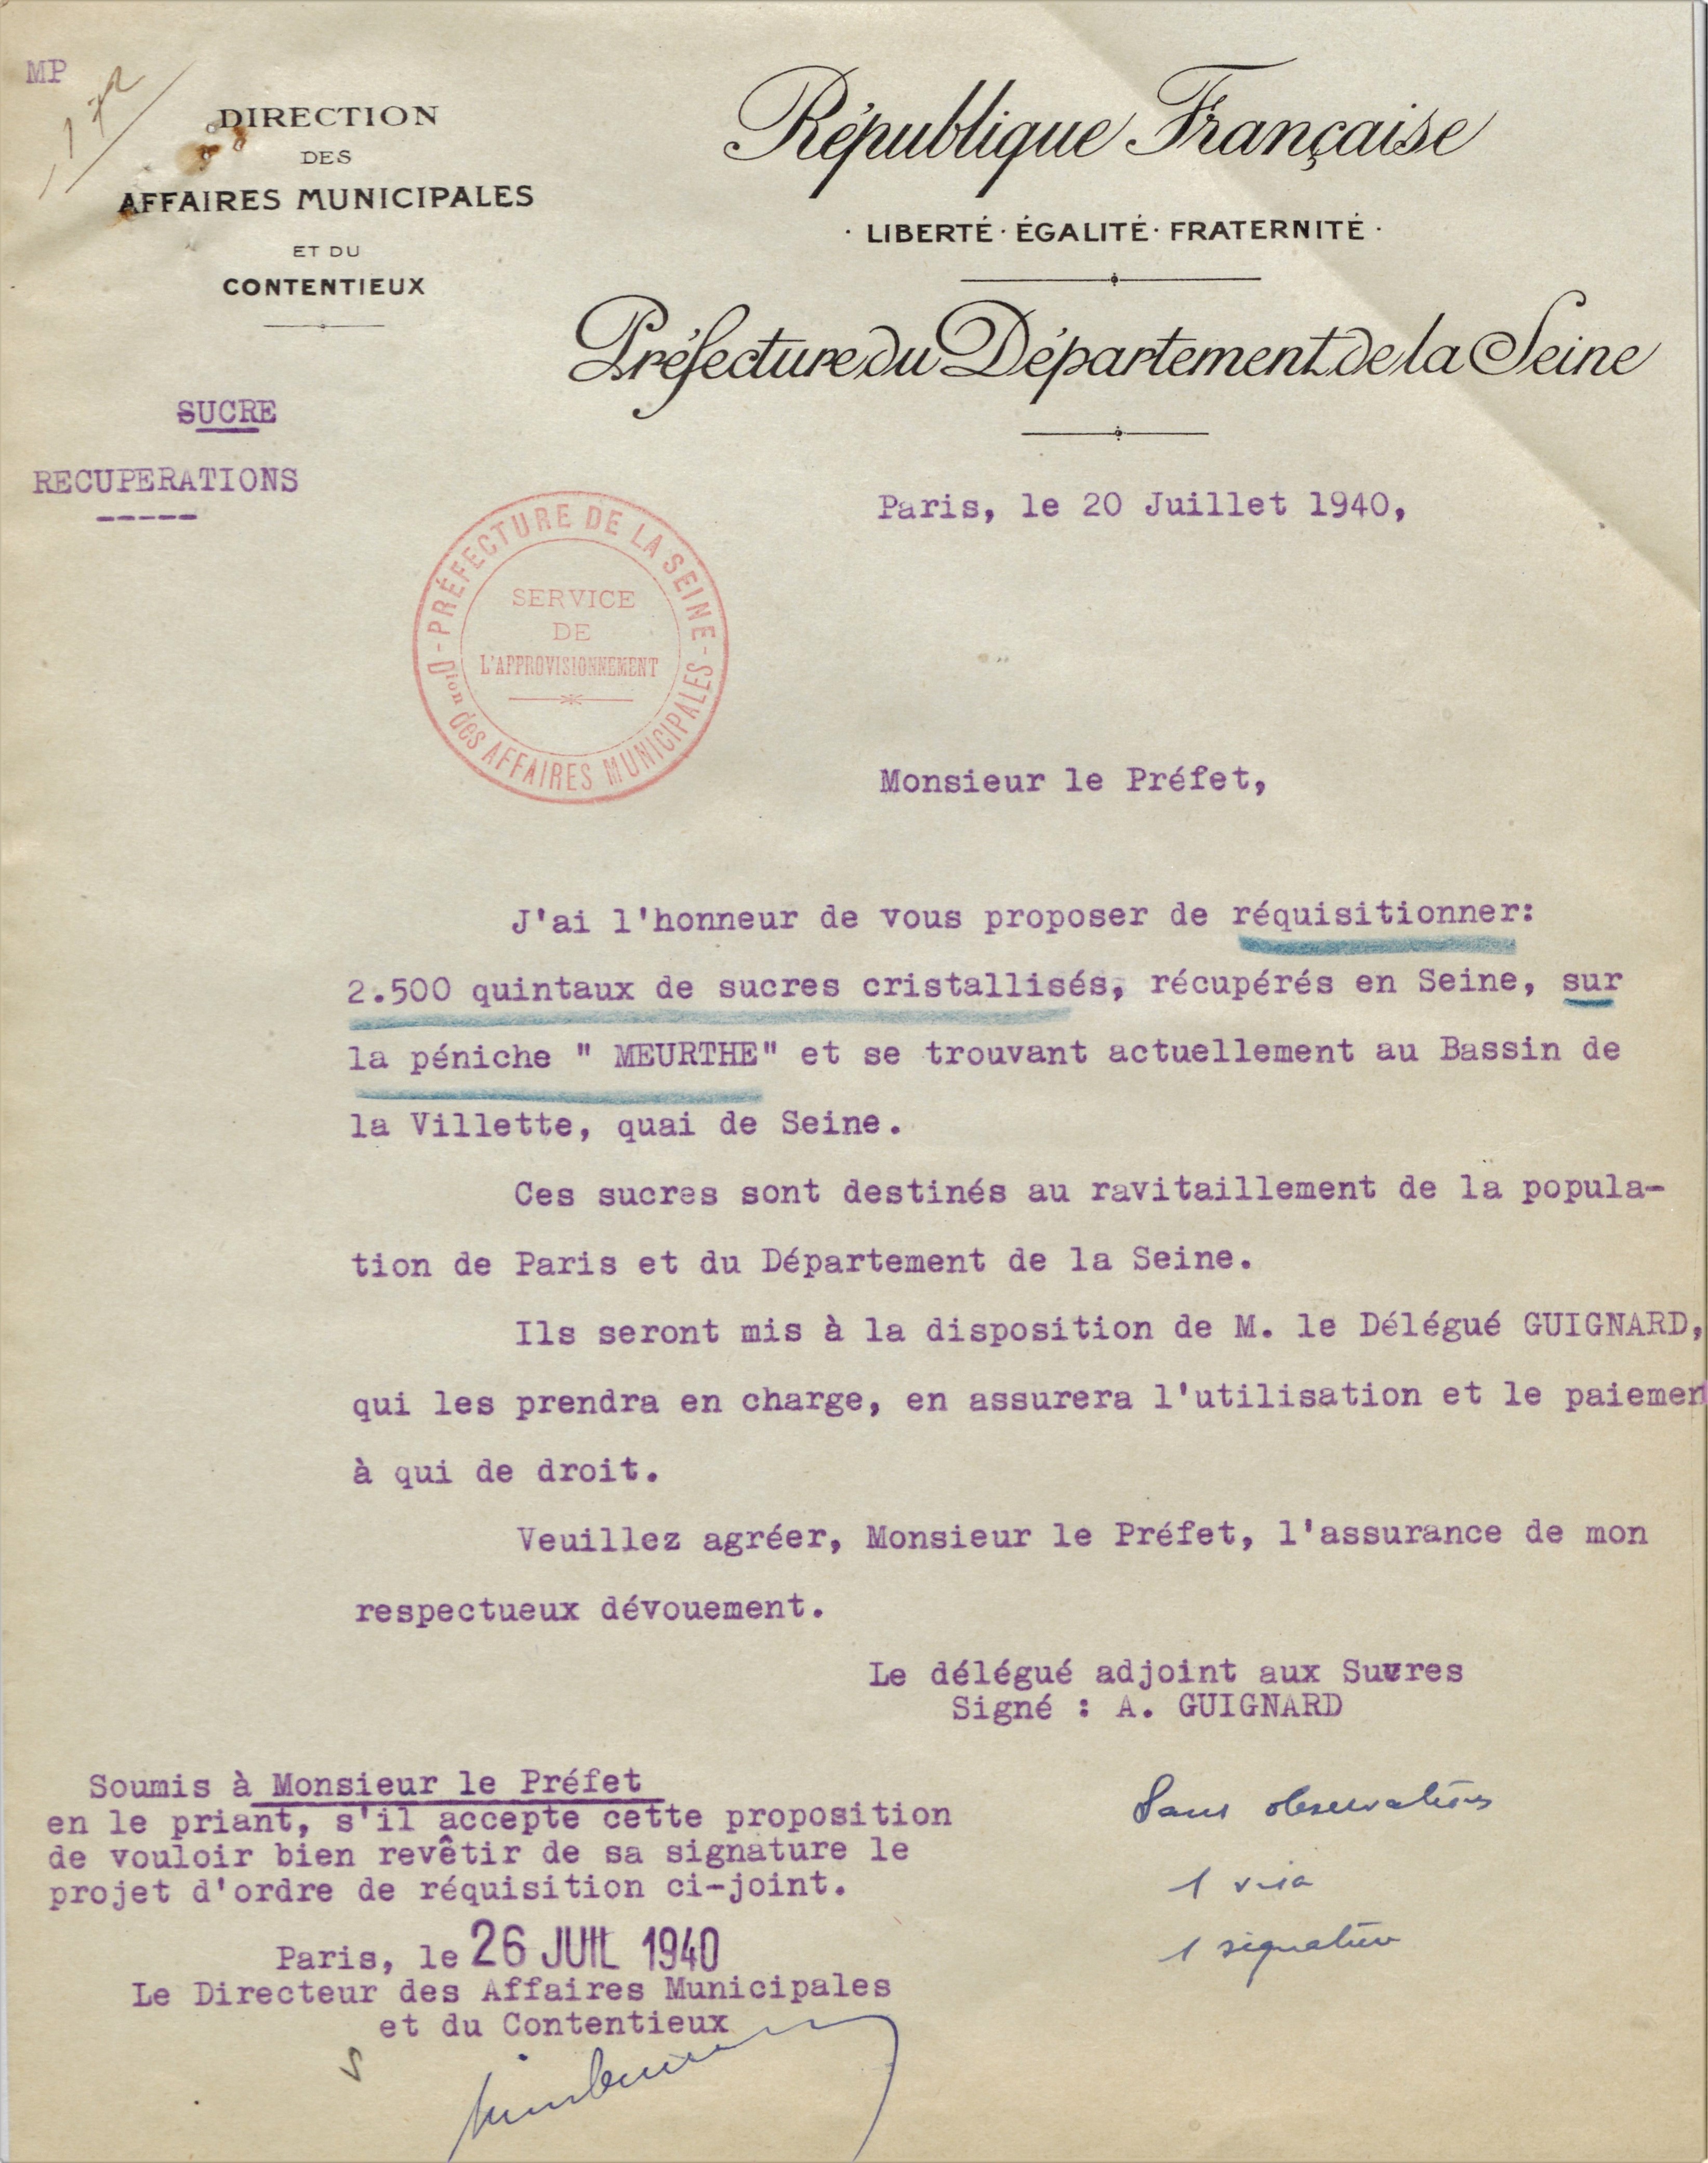 MP
DIRECTION
DES
AFFAIRES MUNICIPALES
ET DU
CONTENTIEUX
République Française
· LIBERTÉ · ÉGALITÉ · FRATERNITÉ ·
Préfecture du Département de la Seine
SUCRE
RECUPERATIONS
-----
Paris, le 20 Juillet 1940,
- PRÉFECTURE DE LA SEINE -
SERVICE
DE
L'APPROVISIONNEMENT
Dion des AFFAIRES MUNICIPALES
Monsieur le Préfet,
J'ai l'honneur de vous proposer de réquisitionner:
2.500 quintaux de sucres cristallisés, récupérés en Seine, sur
la péniche " MEURTHE" et se trouvant actuellement au Bassin de
la Villette, quai de Seine.
Ces sucres sont destinés au ravitaillement de la popula-
tion de Paris et du Département de la Seine.
Ils seront mis à la disposition de M. le Délégué GUIGNARD,
qui les prendra en charge, en assurera l'utilisation et le paiemen
à qui de droit.
Veuillez agréer, Monsieur le Préfet, l'assurance de mon
respectueux dévouement.
Le délégué adjoint aux Sucres
Signé : A. GUIGNARD
Soumis à Monsieur le Préfet
en le priant, s'il accepte cette proposition
de vouloir bien revêtir de sa signature le
projet d'ordre de réquisition ci-joint.
Paris, le 26 JUIL 1940
Le Directeur des Affaires Municipales
et du Contentieux
Sans observations
1 visa
1 signature